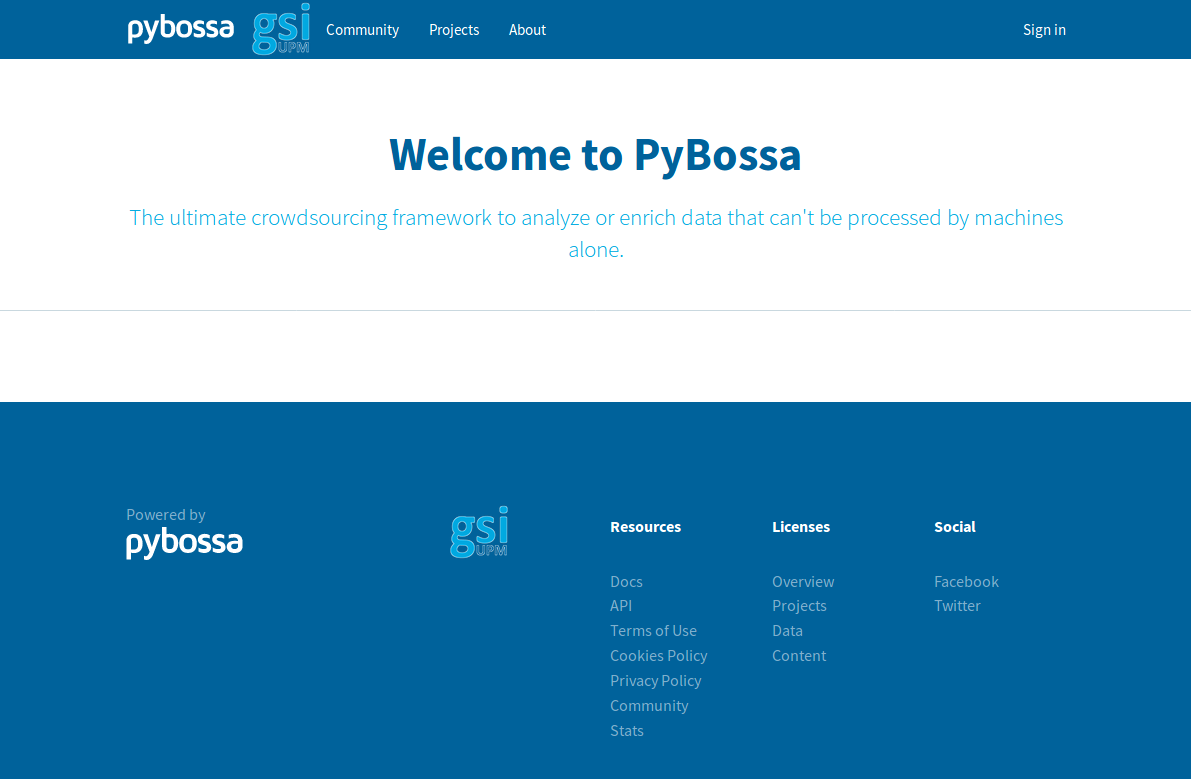 pybossa gsi UPM Community Projects About Sign in
Welcome to PyBossa
The ultimate crowdsourcing framework to analyze or enrich data that can't be processed by machines
alone.
Powered by
pybossa
gsi
UPM
Resources
Docs
API
Terms of Use
Cookies Policy
Privacy Policy
Community
Stats
Licenses
Overview
Projects
Data
Content
Social
Facebook
Twitter